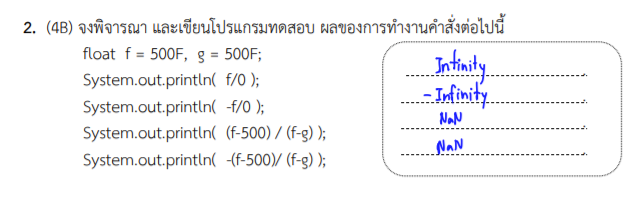 2. (4B) จงพิจารณา และเขียนโปรแกรมทดสอบ ผลของการทำงานคำสั่งต่อไปนี้
float f = 500F, g = 500F;
System.out.println( f/0 );
System.out.println( -f/0 );
System.out.println( (f-500) / (f-g) );
System.out.println( -(f-500)/ (f-g) );
Infinity
- Infinity
NaN
NaN